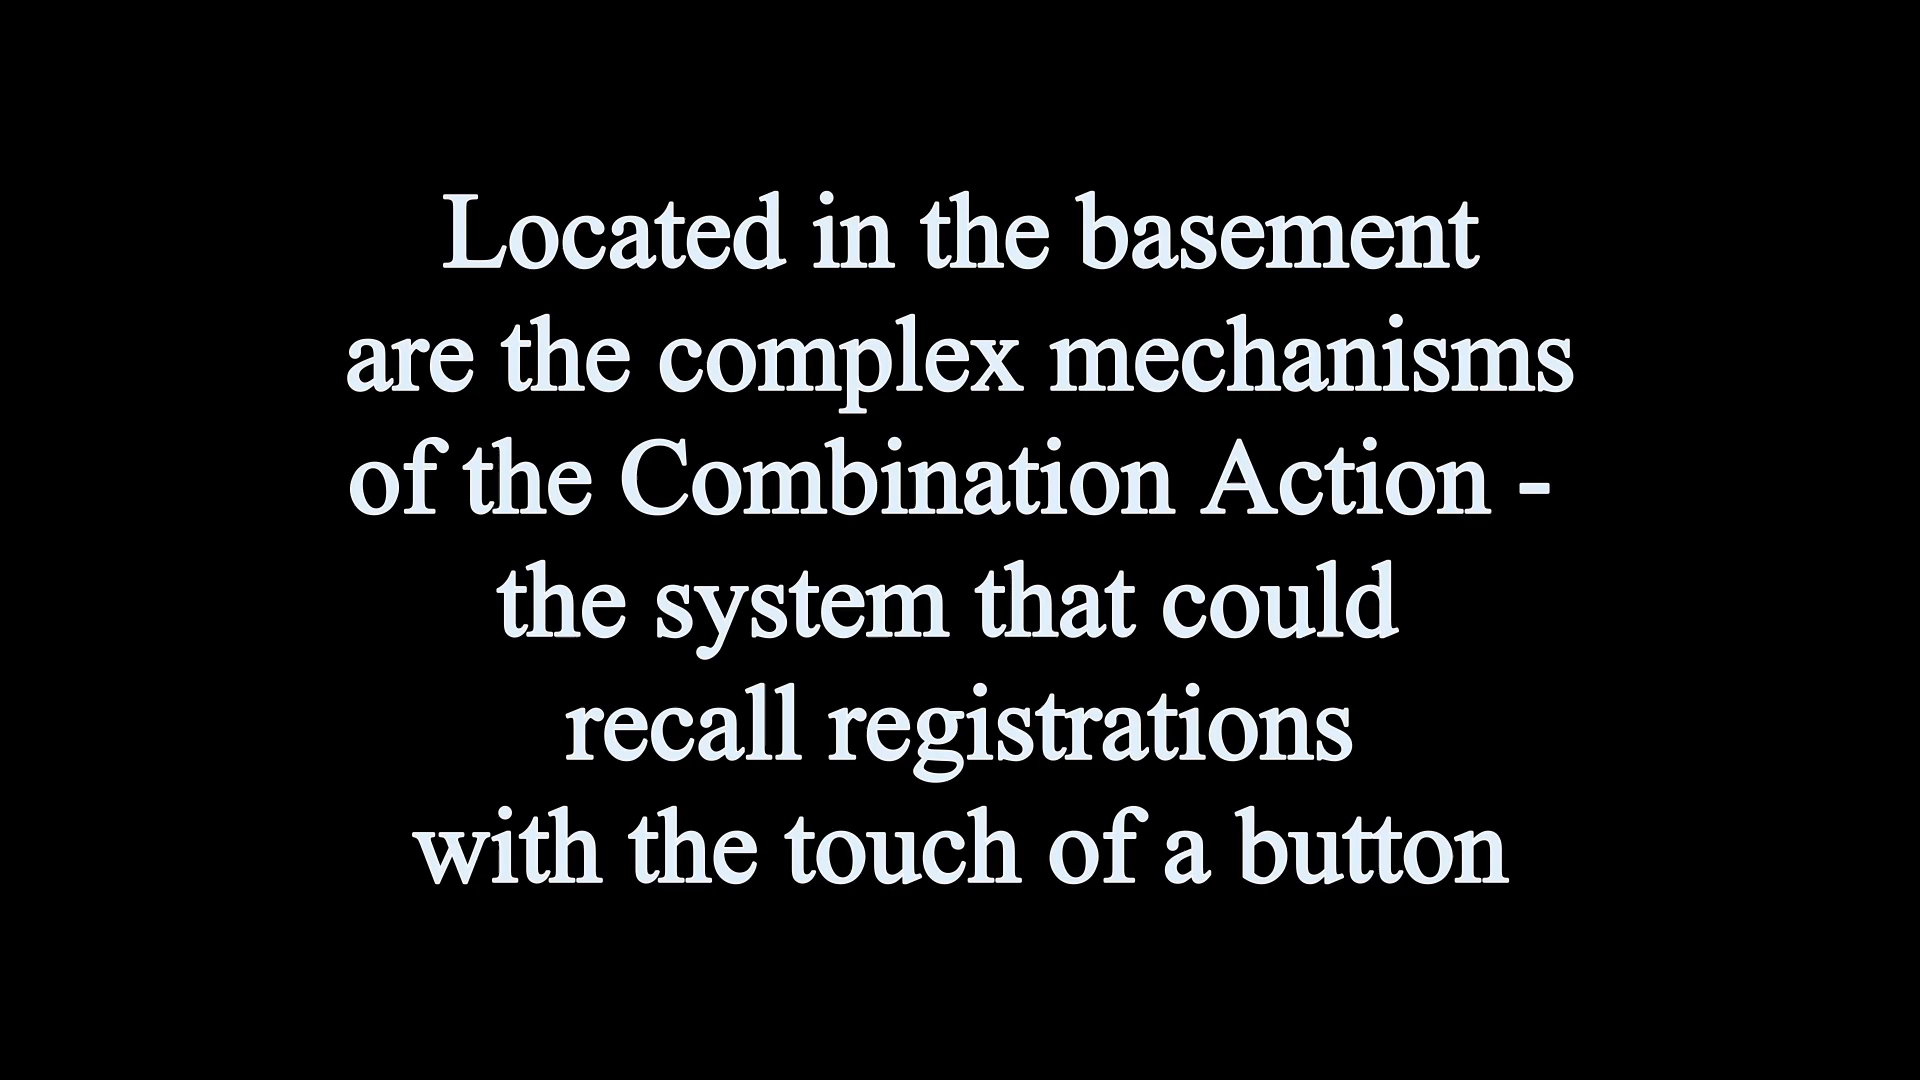 Located in the basement
are the complex mechanisms
of the Combination Action -
the system that could
recall registrations
with the touch of a button